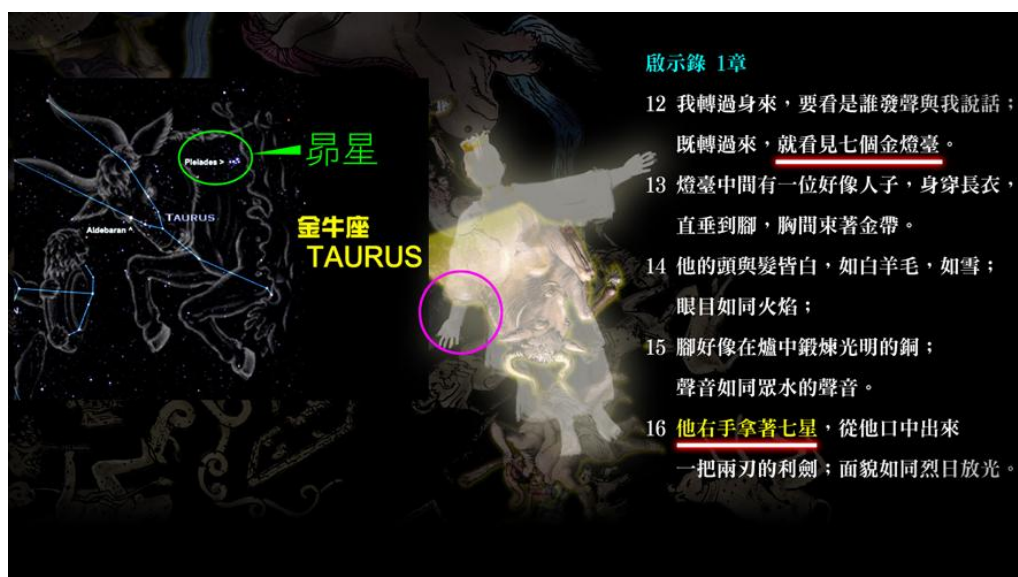 Pleiades >
昴星
TAURUS
Aldebaran ^
金牛座
TAURUS
啟示錄 1章
12 我轉過身來，要看是誰發聲與我說話；
既轉過來，就看見七個金燈臺。
13 燈臺中間有一位好像人子，身穿長衣，
直垂到腳，胸間束著金帶。
14 他的頭與髮皆白，如白羊毛，如雪；
眼目如同火焰；
15 腳好像在爐中鍛煉光明的銅；
聲音如同眾水的聲音。
16 他右手拿著七星，從他口中出來
一把兩刃的利劍；面貌如同烈日放光。